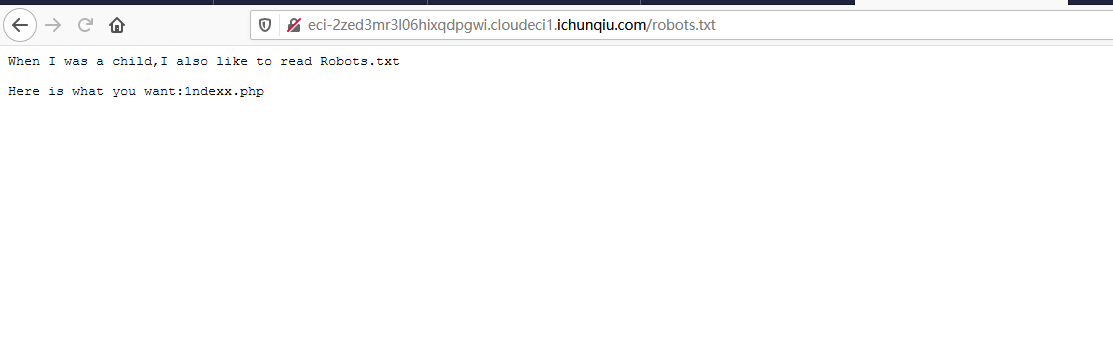 eci-2zed3mr3l06hixqdpgwi.cloudeci1.ichunqiu.com/robots.txt
When I was a child,I also like to read Robots.txt
Here is what you want:1ndexx.php